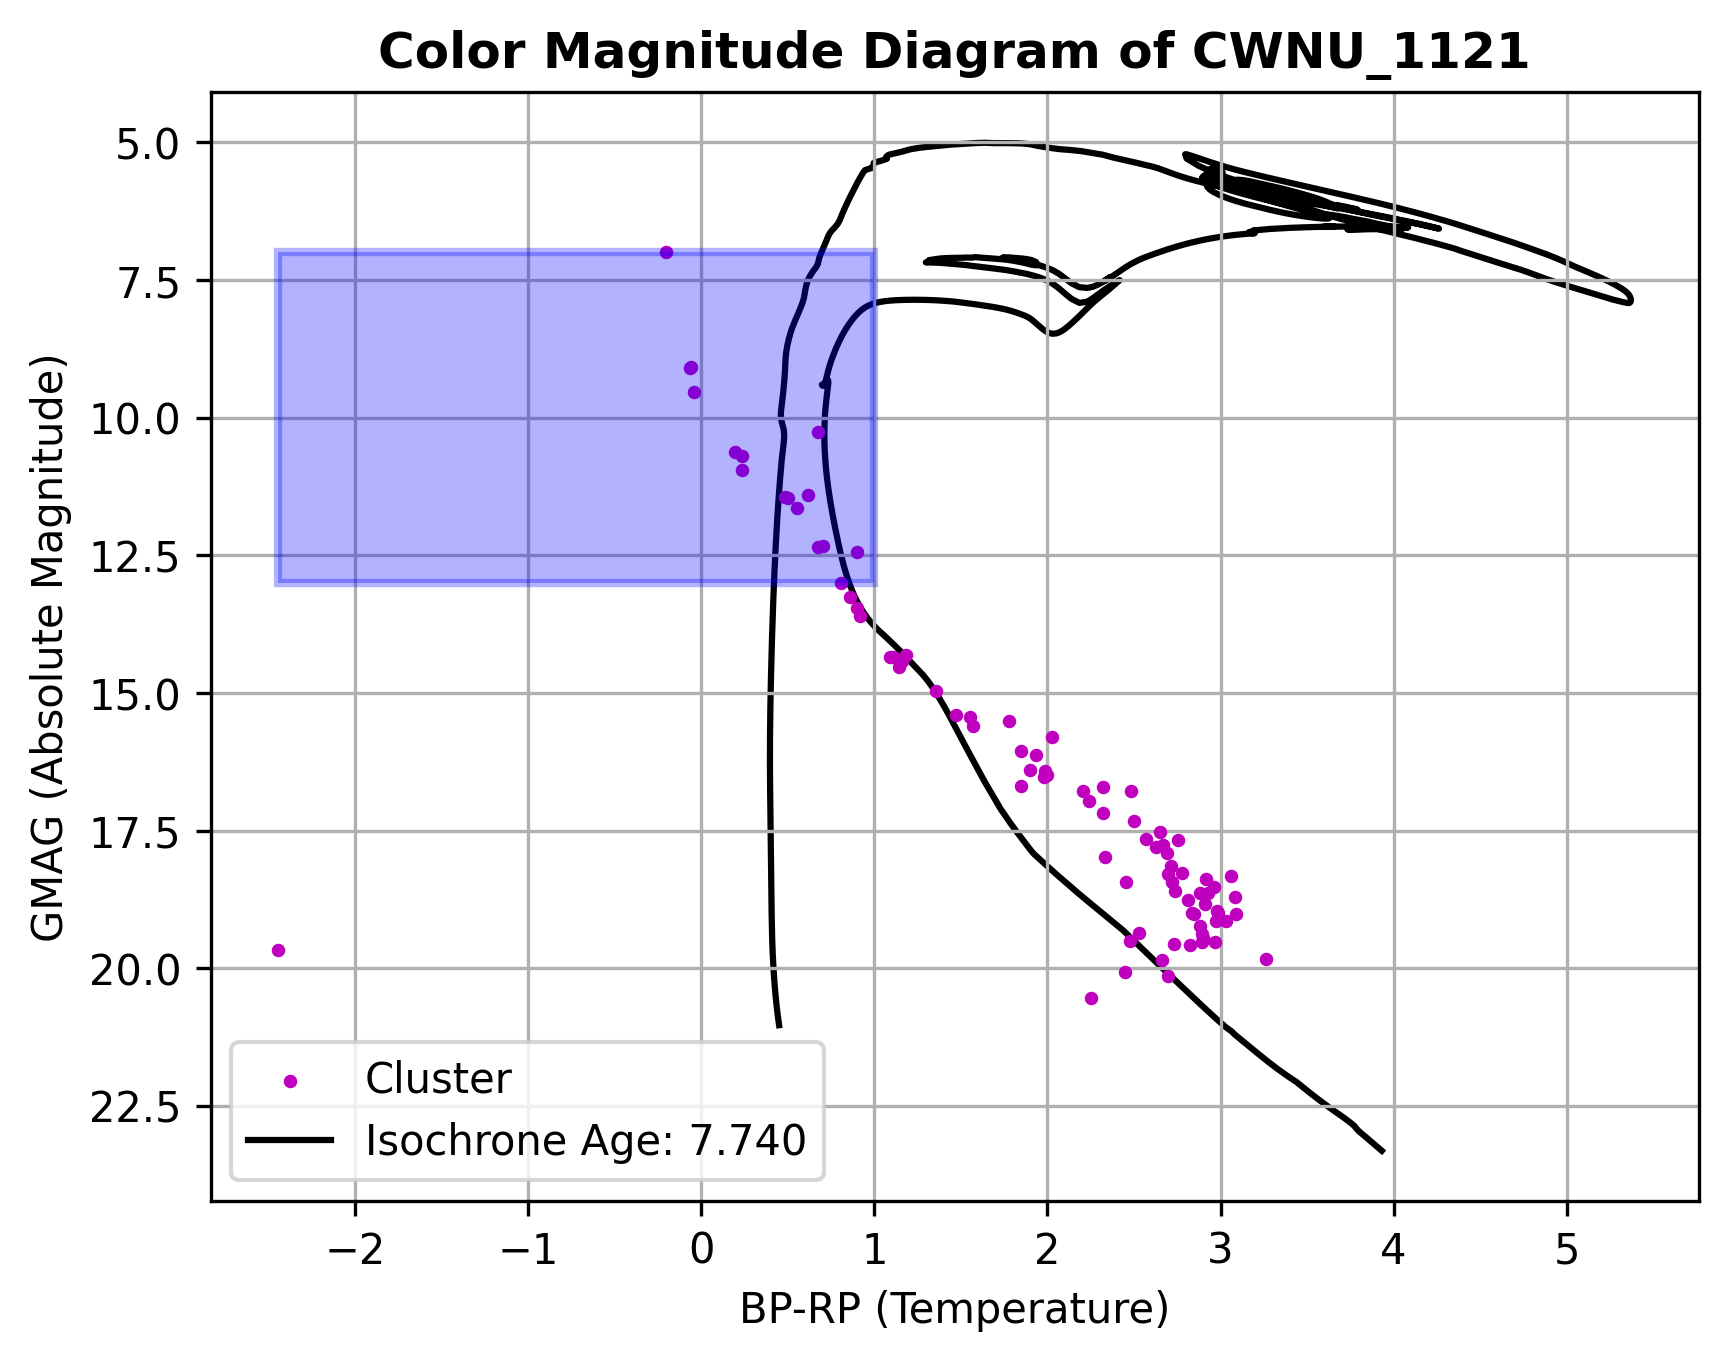 Color Magnitude Diagram of CWNU_1121
GMAG (Absolute Magnitude)
5.0
7.5
10.0
12.5
15.0
17.5
20.0
22.5
Cluster
Isochrone Age: 7.740
−2 −1 0 1 2 3 4 5
BP-RP (Temperature)